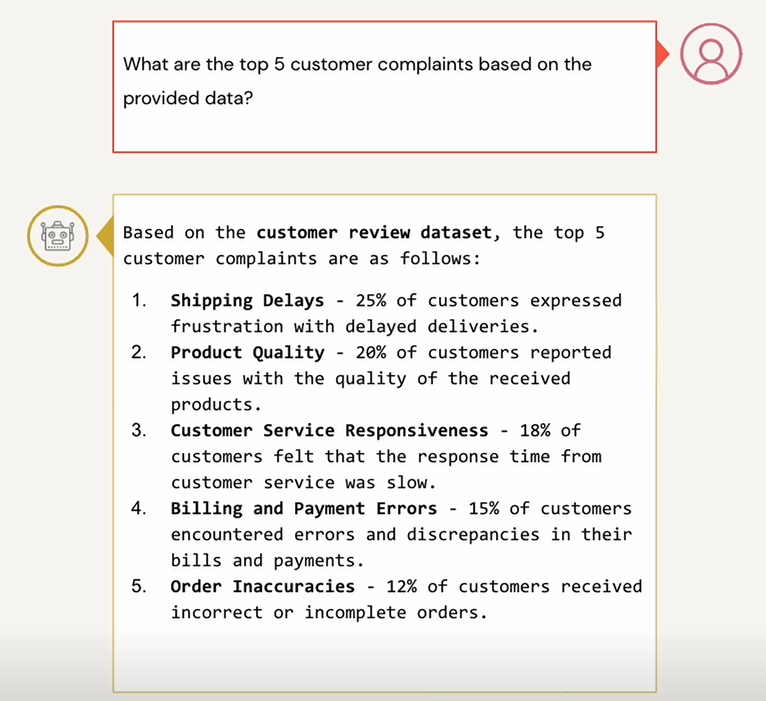 What are the top 5 customer complaints based on the
provided data?
Based on the customer review dataset, the top 5
customer complaints are as follows:
1. Shipping Delays - 25% of customers expressed
frustration with delayed deliveries.
2. Product Quality - 20% of customers reported
issues with the quality of the received
products.
3. Customer Service Responsiveness - 18% of
customers felt that the response time from
customer service was slow.
4. Billing and Payment Errors - 15% of customers
encountered errors and discrepancies in their
bills and payments.
5. Order Inaccuracies - 12% of customers received
incorrect or incomplete orders.